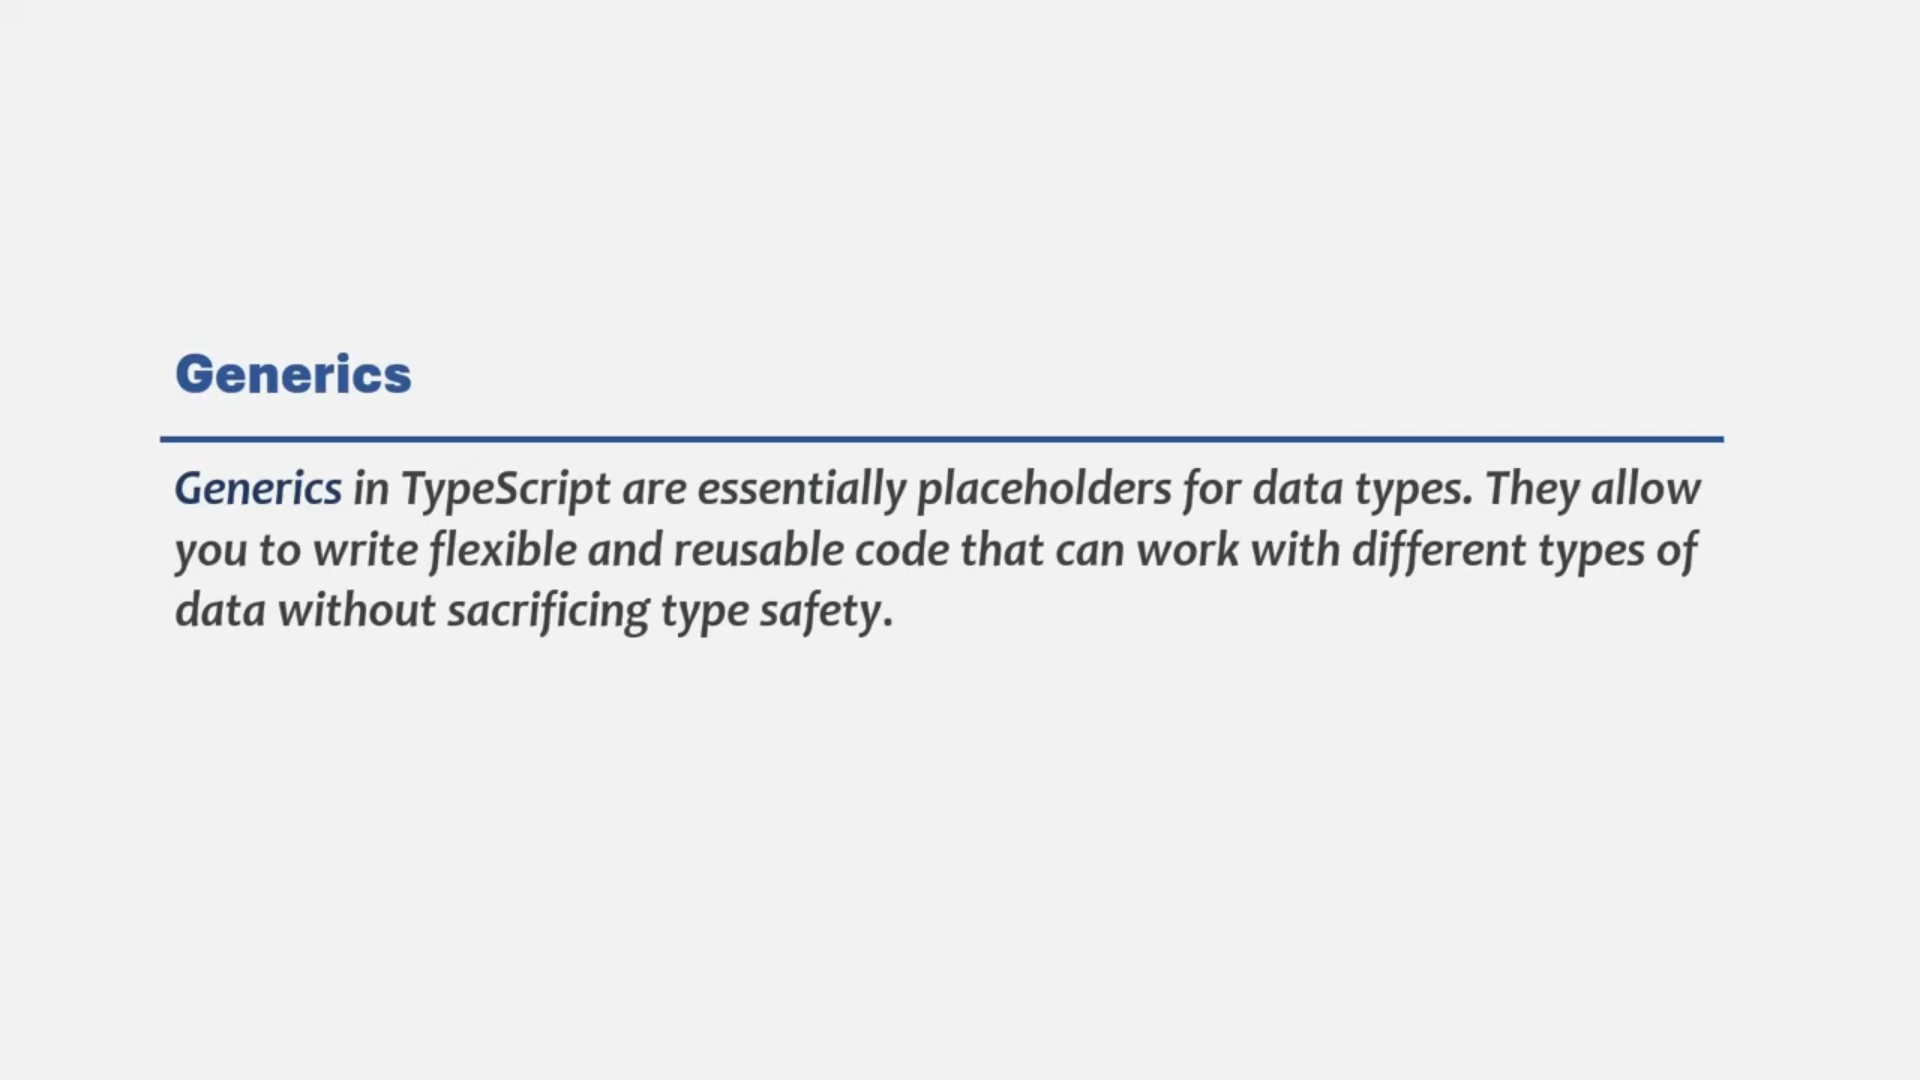 Generics
Generics in TypeScript are essentially placeholders for data types. They allow
you to write flexible and reusable code that can work with different types of
data without sacrificing type safety.